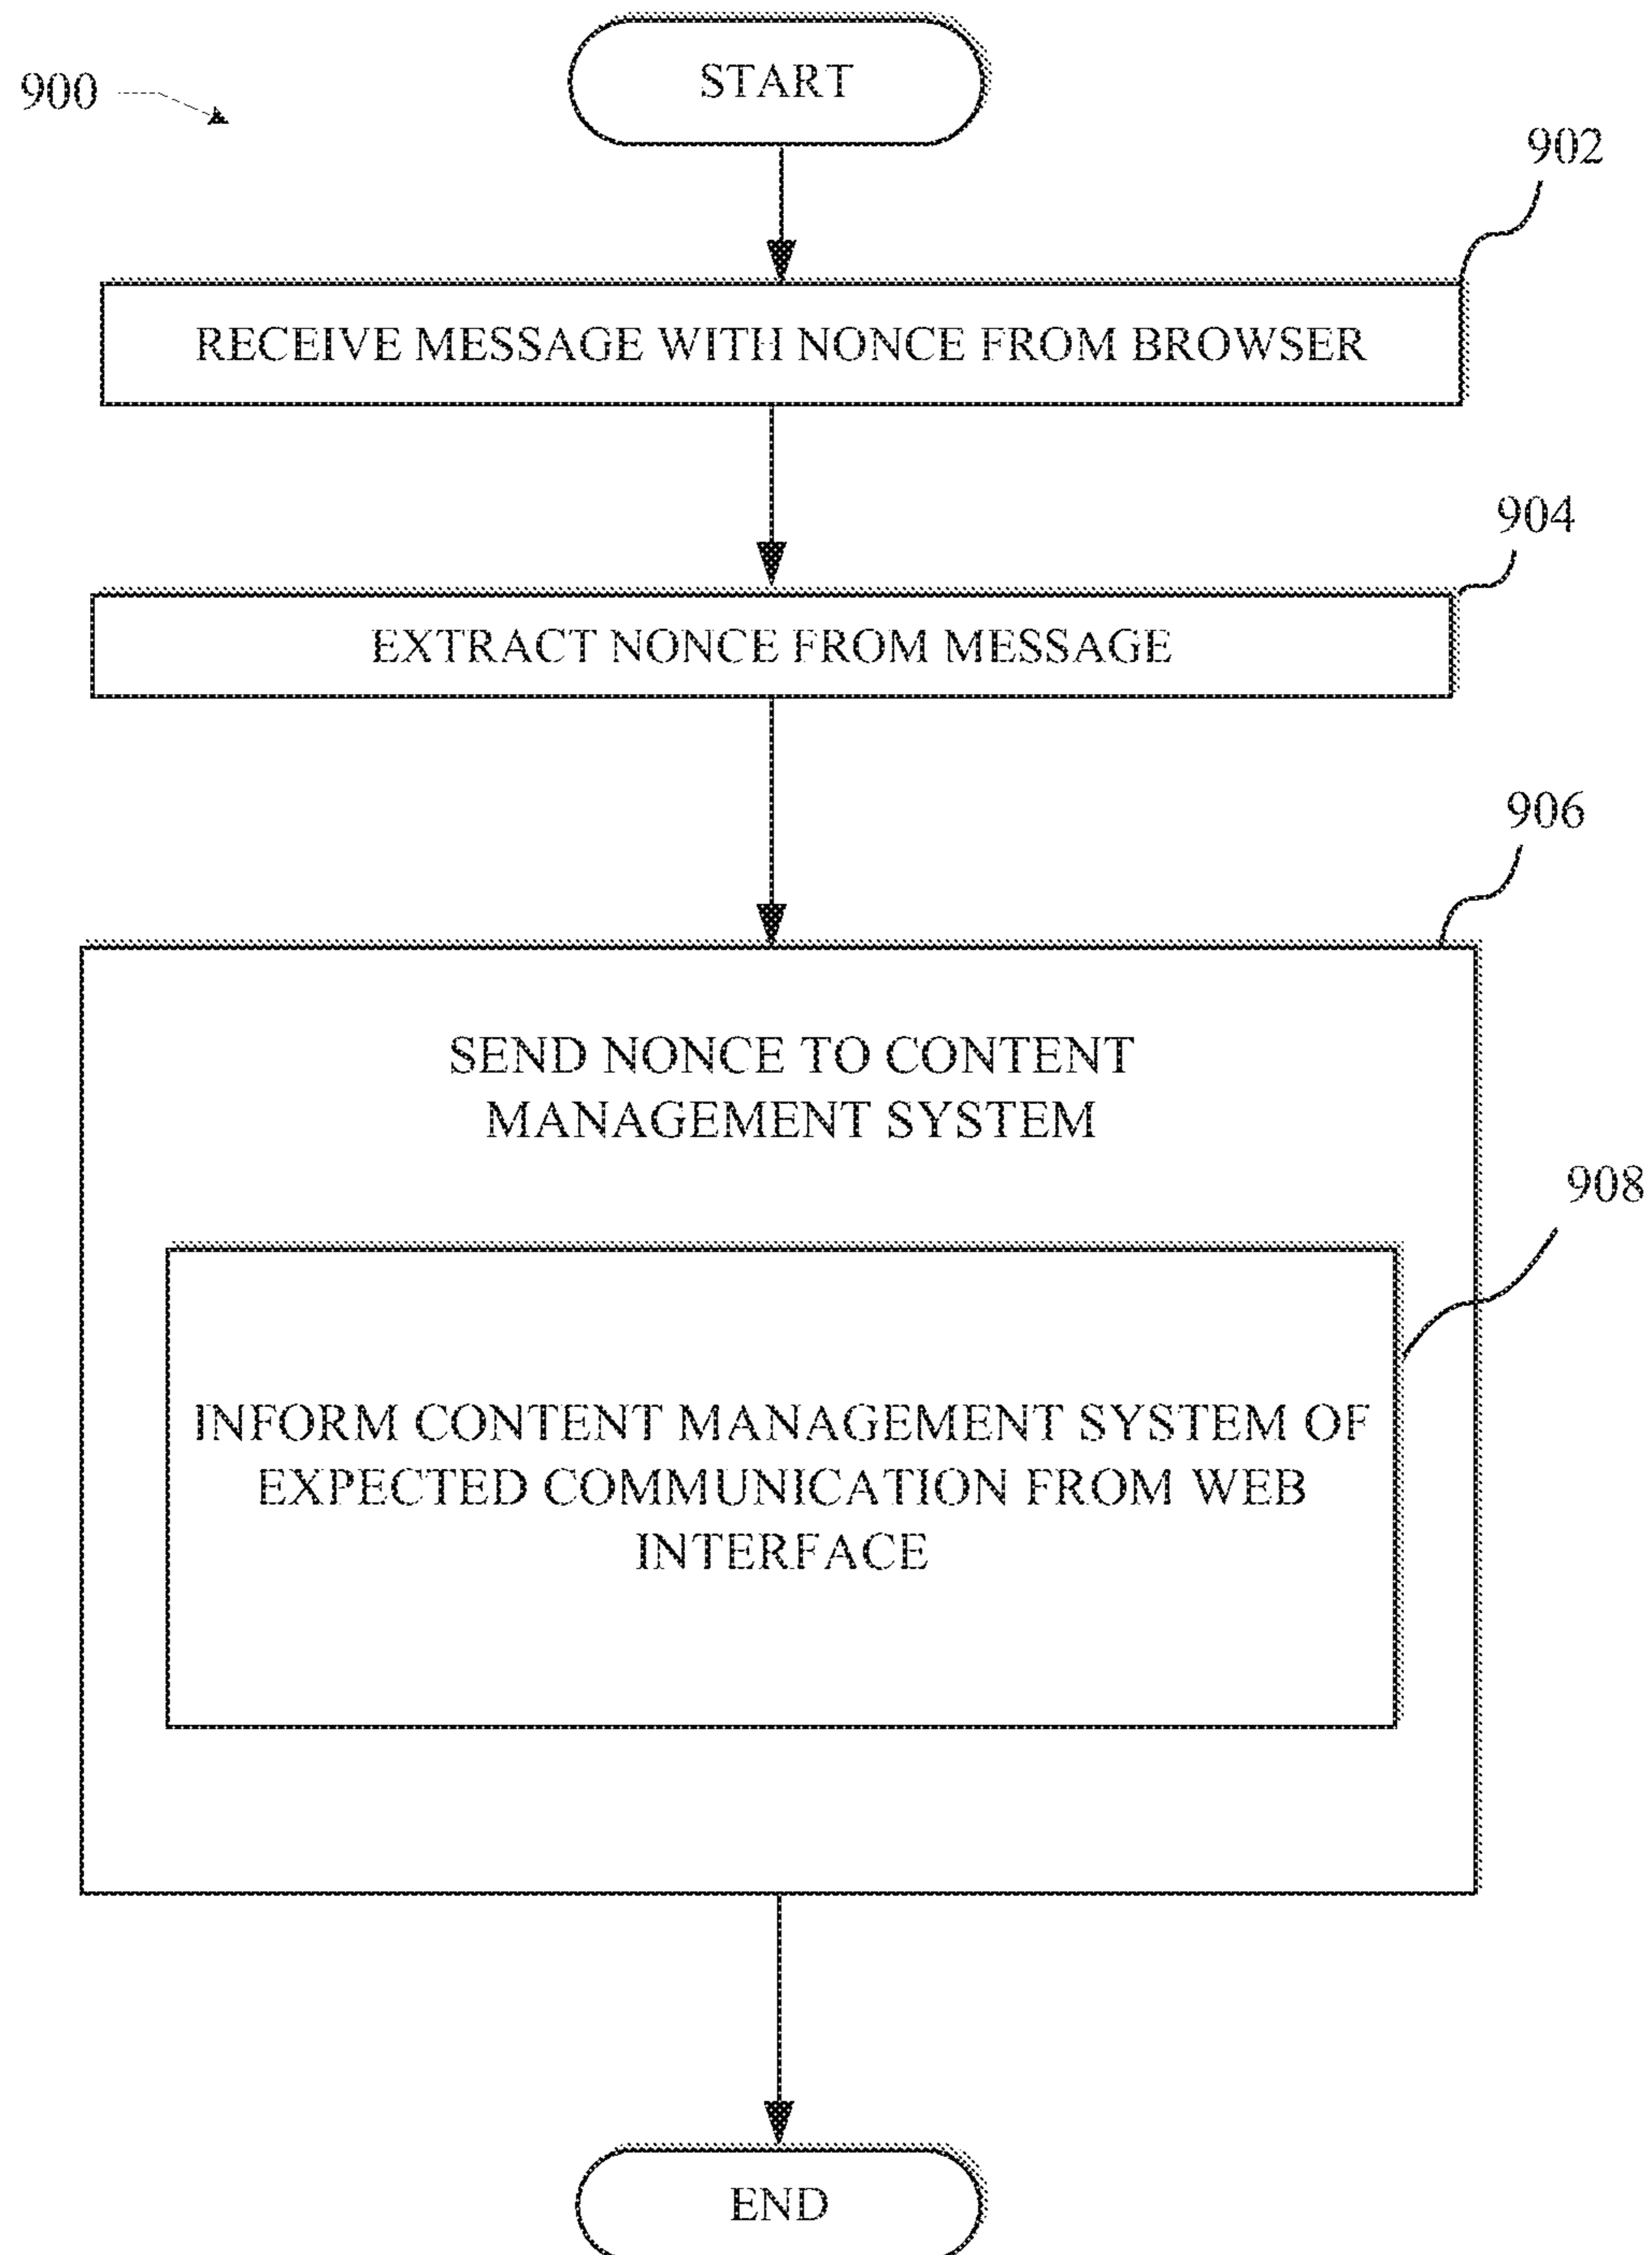 START
900
902
RECEIVE MESSAGE WITH NONCE FROM BROWSER
904
EXTRACT NONCE FROM MESSAGE
906
SEND NONCE TO CONTENT
MANAGEMENT SYSTEM
908
INFORM CONTENT MANAGEMENT SYSTEM OF
EXPECTED COMMUNICATION FROM WEB
INTERFACE
END